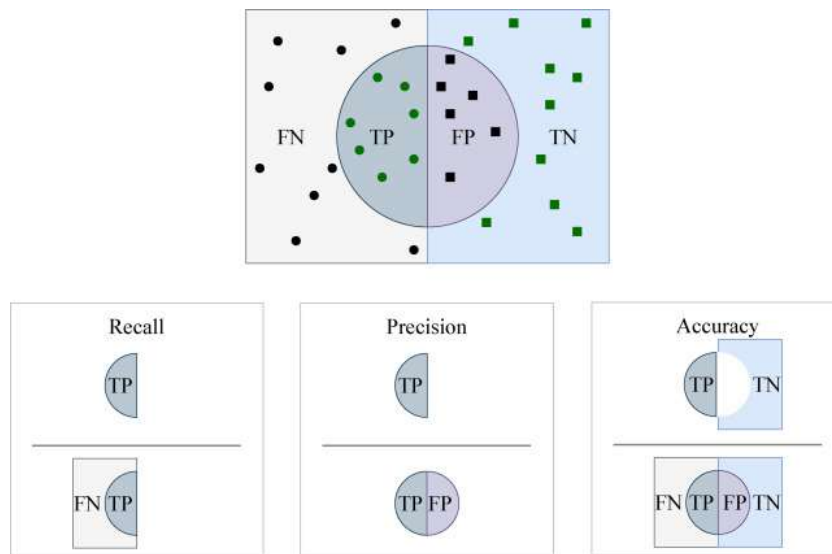 FN TP FP TN
Recall
TP
FN TP
Precision
TP
TP FP
Accuracy
TP TN
FN TP FP TN